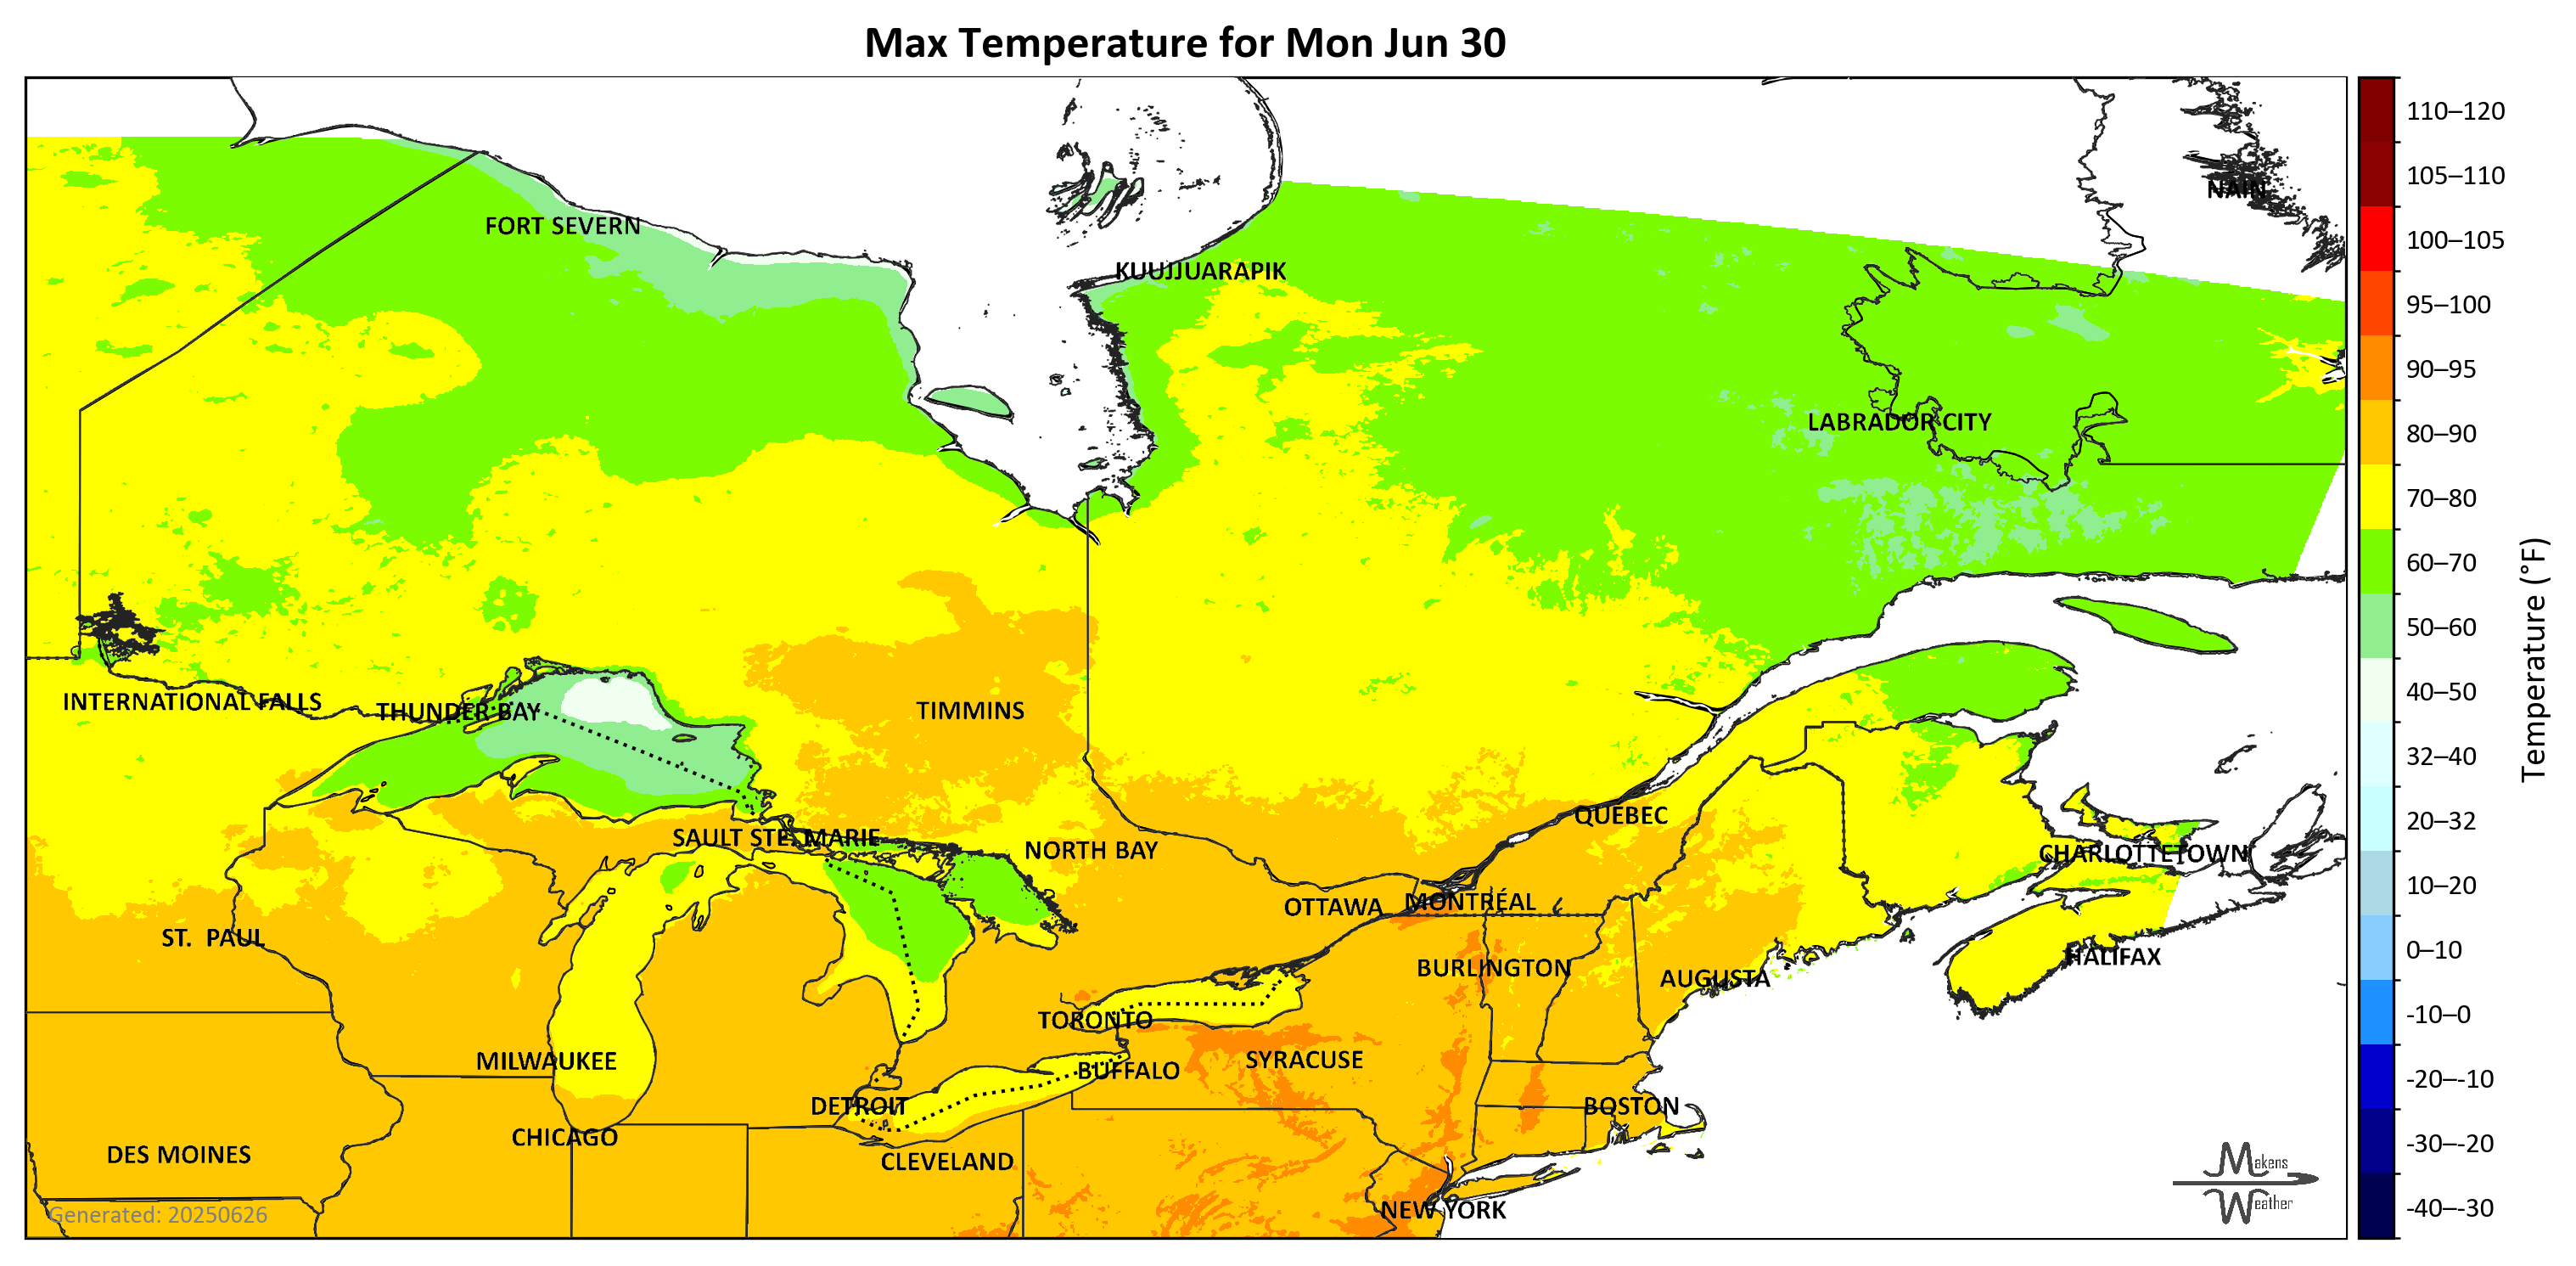 Max Temperature for Mon Jun 30
NAIN
FORT SEVERN
KUUJJUARAPIK
LABRADOR CITY
INTERNATIONAL FALLS
THUNDER BAY
TIMMINS
SAULT STE. MARIE
NORTH BAY
QUEBEC
CHARLOTTETOWN
OTTAWA
MONTRÉAL
ST. PAUL
BURLINGTON
AUGUSTA
HALIFAX
TORONTO
MILWAUKEE
BUFFALO
SYRACUSE
DETROIT
BOSTON
CHICAGO
DES MOINES
CLEVELAND
NEW YORK
Generated: 20250626
Makens
Weather
110–120
105–110
100–105
95–100
90–95
80–90
70–80
60–70
50–60
40–50
32–40
20–32
10–20
0–10
-10–0
-20–-10
-30–-20
-40–-30
Temperature (°F)